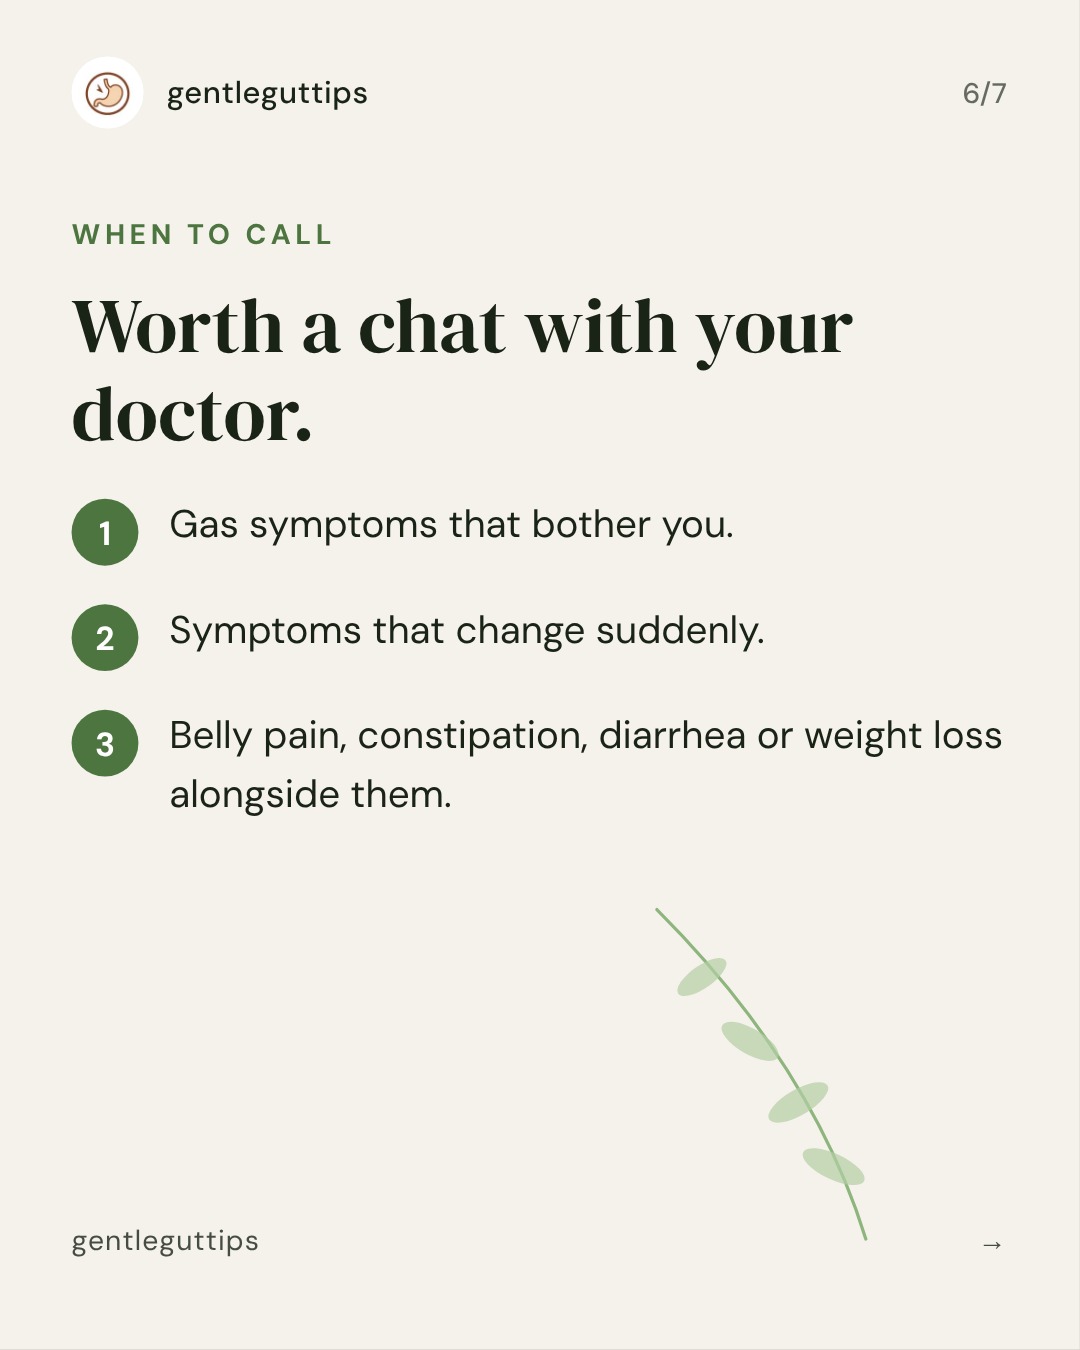 gentleguttips
6/7
WHEN TO CALL
Worth a chat with your
doctor.
1 Gas symptoms that bother you.
2 Symptoms that change suddenly.
3 Belly pain, constipation, diarrhea or weight loss
alongside them.
gentleguttips
→